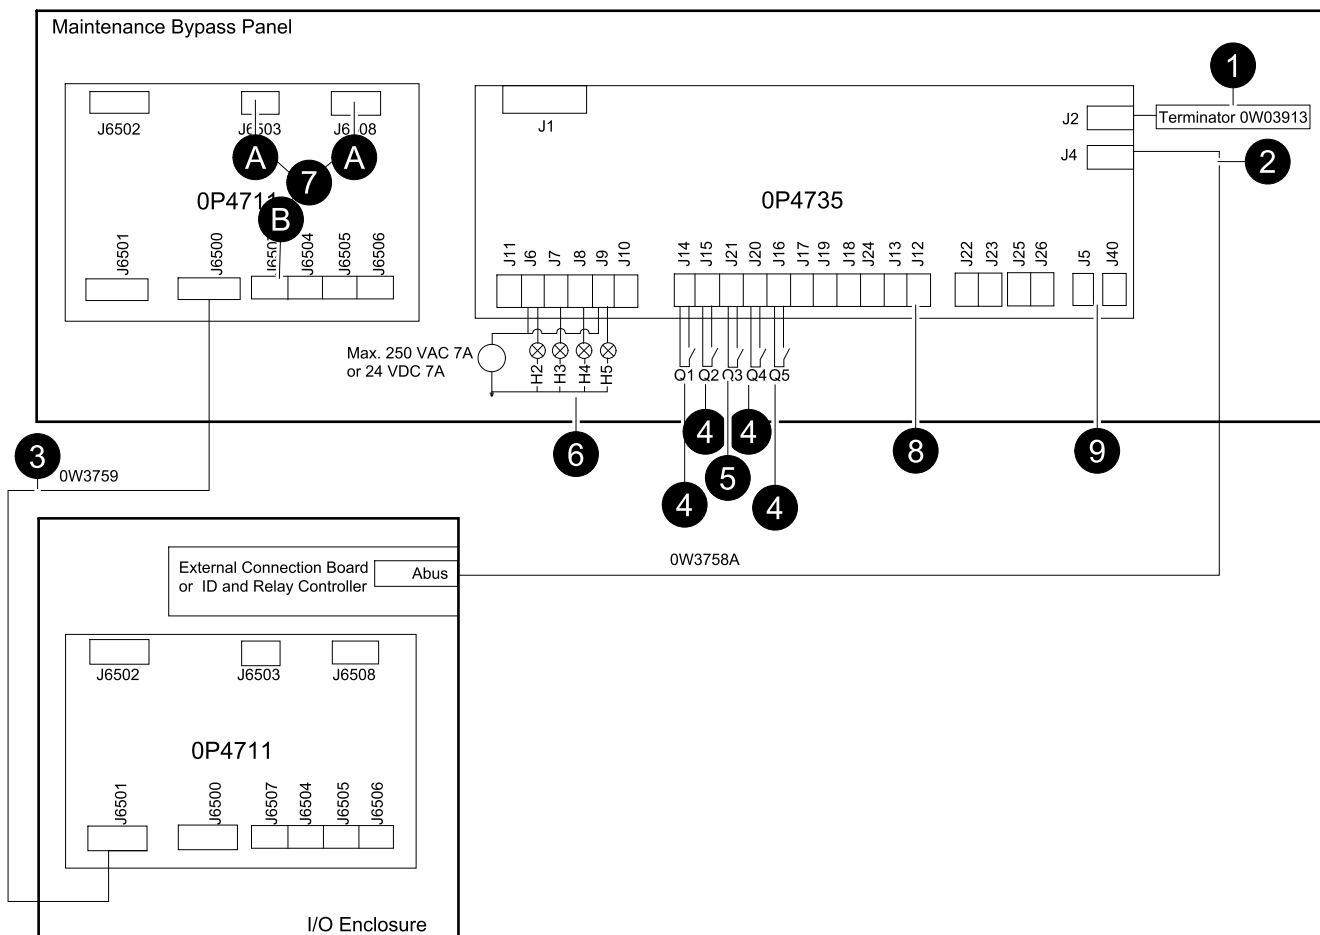 Maintenance Bypass Panel
J6502
J6503
J6508
A
A
7
0P4711
B
J6501
J6500
J6507
J6504
J6505
J6506
J1
J2
Terminator 0W03913
1
J4
2
0P4735
J11
J6
J7
J8
J9
J10
J14
J15
J21
J20
J16
J17
J19
J18
J24
J13
J12
J22
J23
J25
J26
J5
J40
Max. 250 VAC 7A
or 24 VDC 7A
H2
H3
H4
H5
Q1
Q2
Q3
Q4
Q5
6
4
4
5
4
4
8
9
3
0W3759
0W3758A
External Connection Board
or ID and Relay Controller
Abus
J6502
J6503
J6508
0P4711
J6501
J6500
J6507
J6504
J6505
J6506
I/O Enclosure